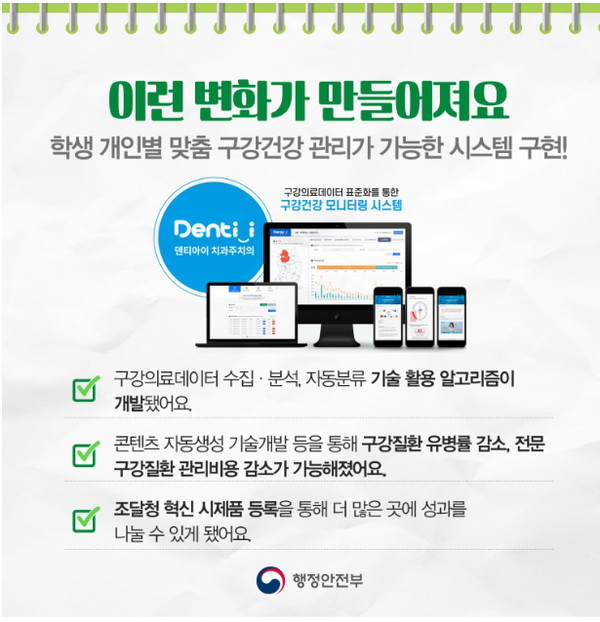 이런 변화가 만들어져요
학생 개인별 맞춤 구강건강 관리가 가능한 시스템 구현!
구강의료데이터 표준화를 통한
구강건강 모니터링 시스템
Denti.i
덴티아이 치과주치의
구강의료데이터 수집 · 분석, 자동분류 기술 활용 알고리즘이
개발됐어요.
콘텐츠 자동생성 기술개발 등을 통해 구강질환 유병률 감소, 전문
구강질환 관리비용 감소가 가능해졌어요.
조달청 혁신 시제품 등록을 통해 더 많은 곳에 성과를
나눌 수 있게 됐어요.
행정안전부